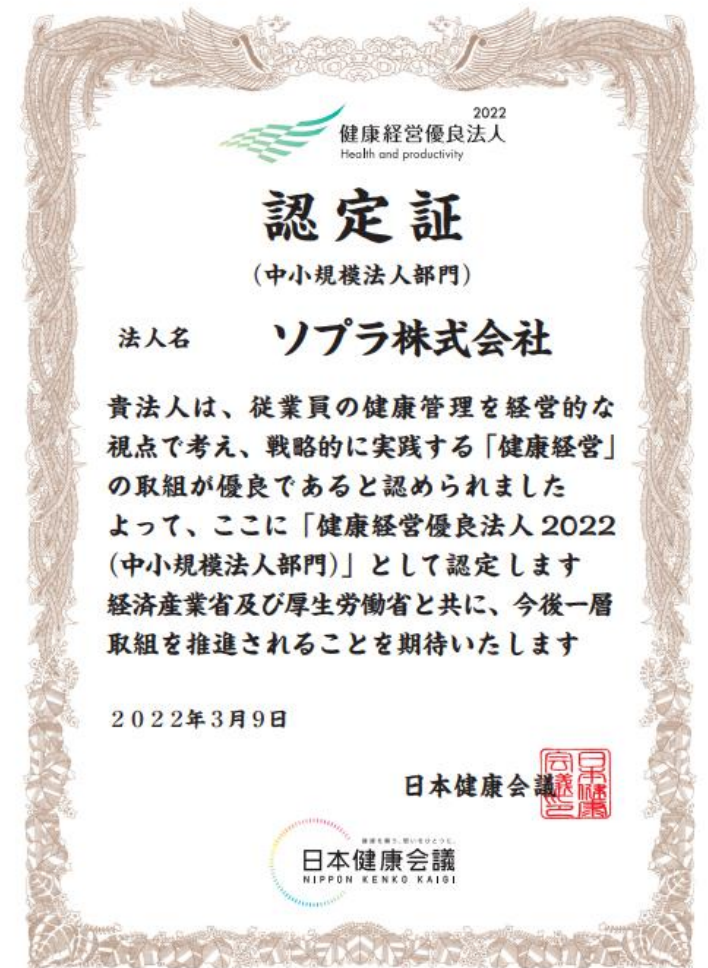 2022
健康経営優良法人
Health and productivity
認定証
(中小規模法人部門)
法人名 ソプラ株式会社
貴法人は、従業員の健康管理を経営的な
視点で考え、戦略的に実践する「健康経営」
の取組が優良であると認められました
よって、ここに「健康経営優良法人2022
(中小規模法人部門)」として認定します
経済産業省及び厚生労働省と共に、今後一層
取組を推進されることを期待いたします
2022年3月9日
日本健康会議
日本健康会議印
日本健康会議
NIPPON KENKO KAIGI